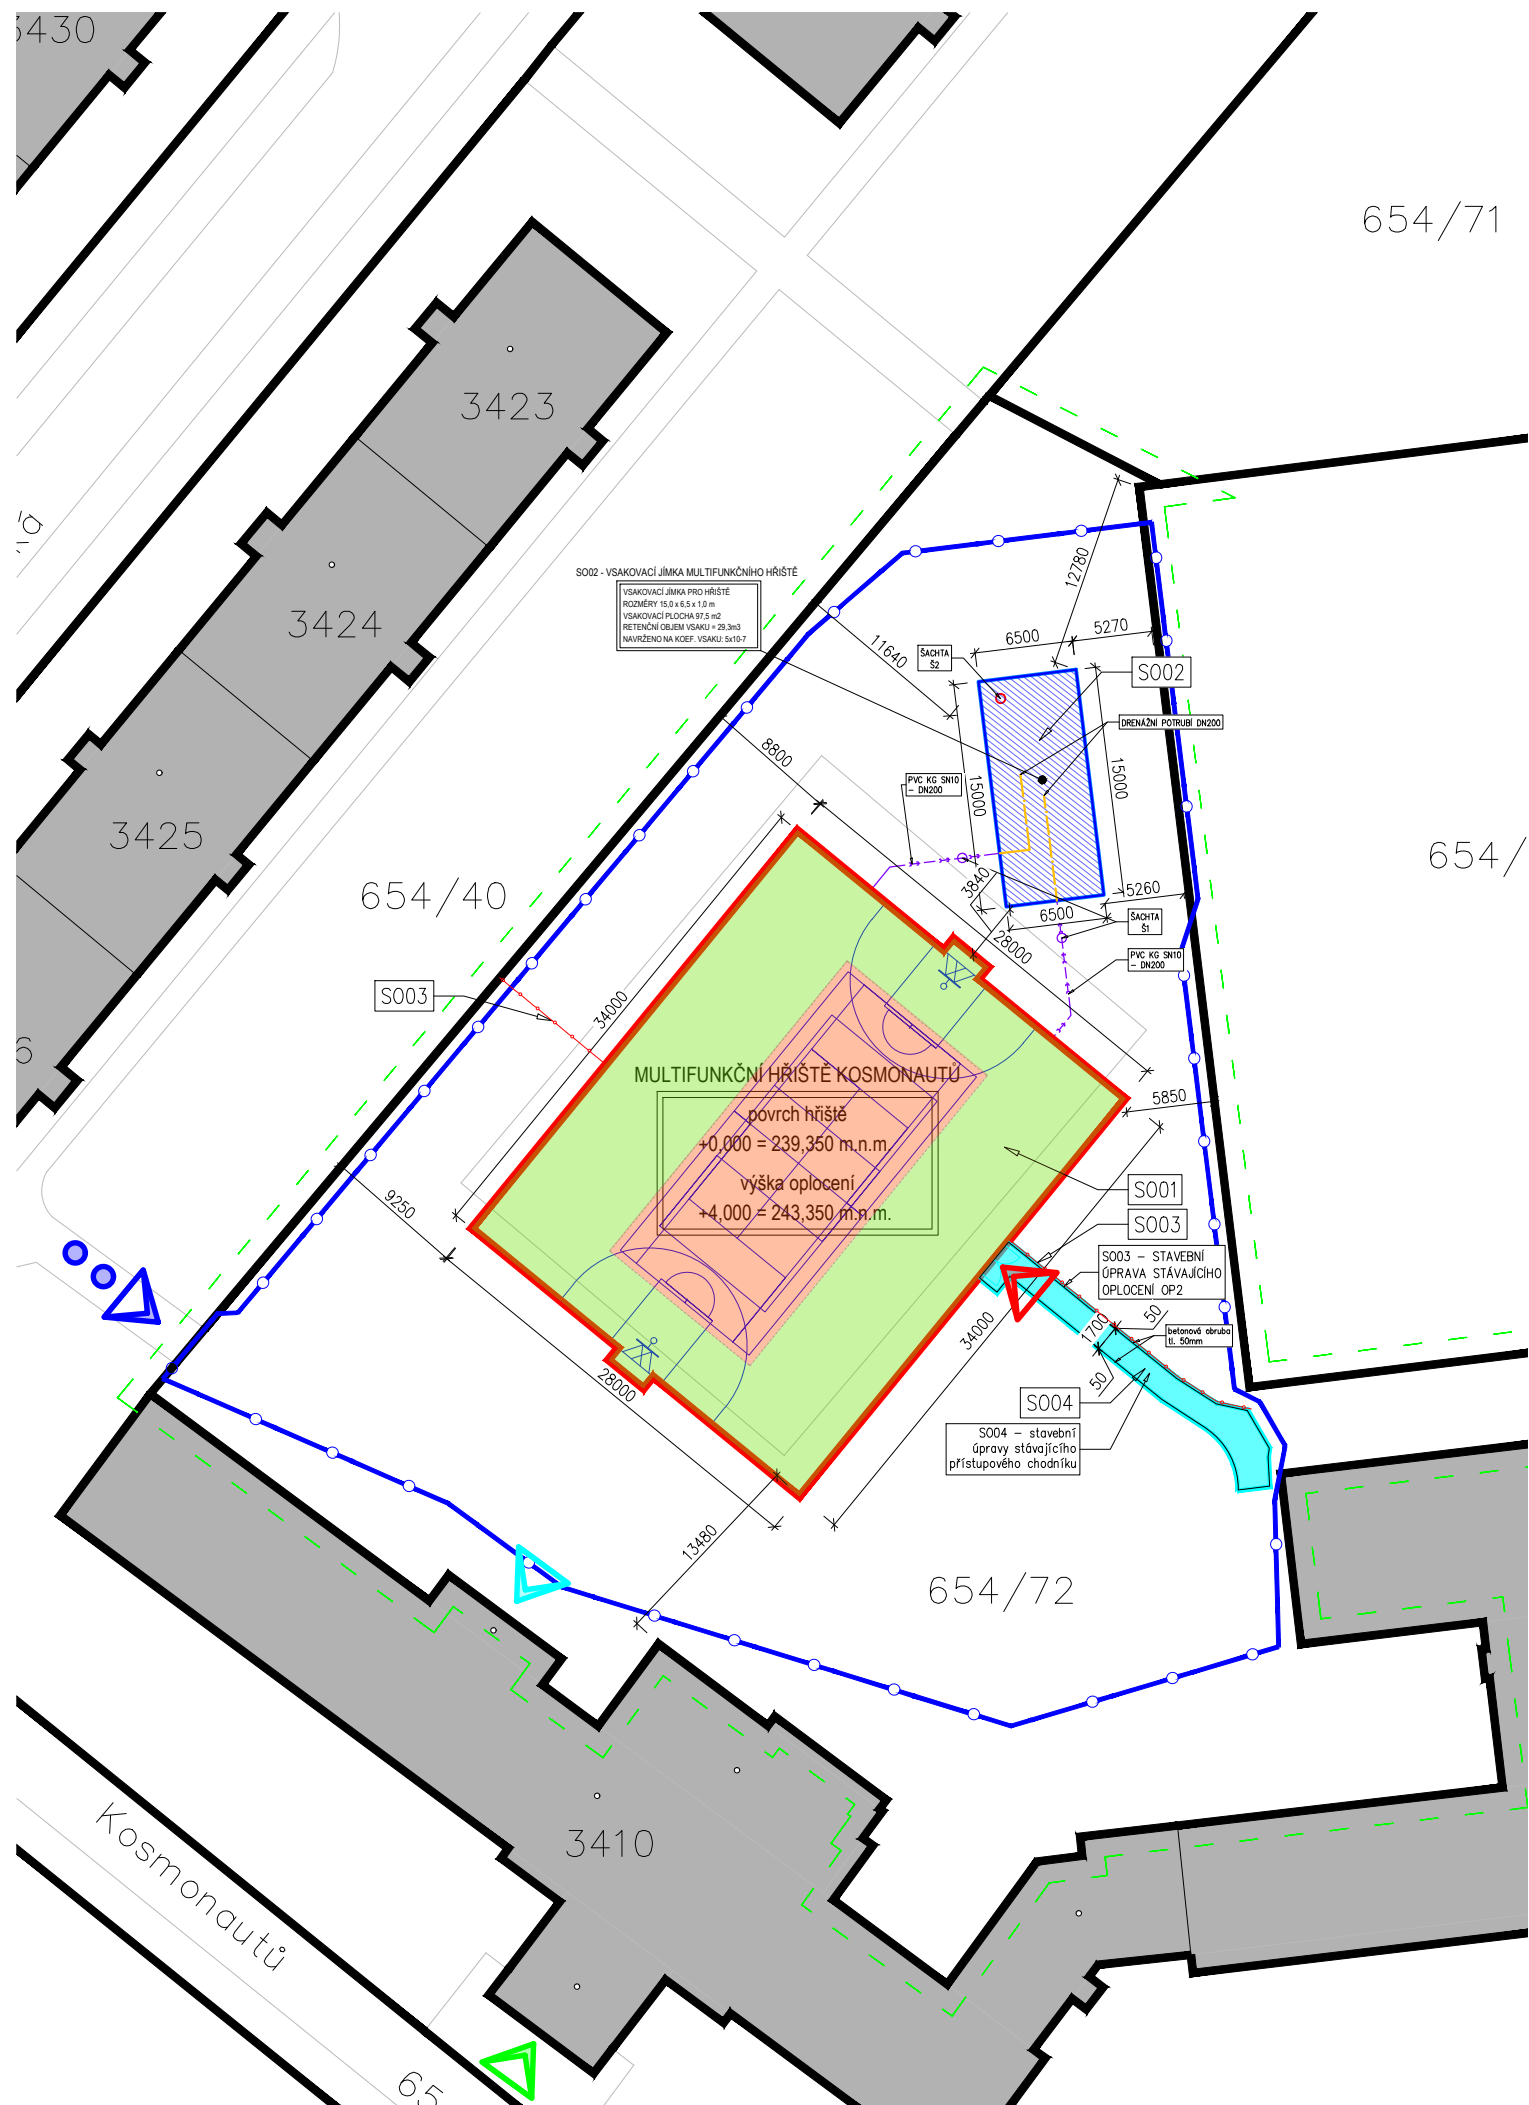 3430
654/71
3423
3424
3425
654/40
654/
SO02 - VSAKOVACÍ JÍMKA MULTIFUNKČNÍHO HŘIŠTĚ
VSAKOVACÍ JÍMKA PRO HŘIŠTĚ
ROZMĚRY 15,0 x 6,5 x 1,0 m
VSAKOVACÍ PLOCHA 97,5 m2
RETENČNÍ OBJEM VSAKU = 29,3m3
NAVRŽENO NA KOEF. VSAKU: 5x10-7
12780
11640
6500
5270
ŠACHTA
Š2
SO02
DRENÁŽNÍ POTRUBÍ DN200
8800
PVC KG SN10
– DN200
15000
15000
3840
5260
6500
ŠACHTA
Š1
28000
PVC KG SN10
– DN200
SO03
34000
MULTIFUNKČNÍ HŘIŠTĚ KOSMONAUTŮ
povrch hřiště
+0,000 = 239,350 m.n.m.
výška oplocení
+4,000 = 243,350 m.n.m.
5850
SO01
SO03
9250
SO03 – STAVEBNÍ
ÚPRAVA STÁVAJÍCÍHO
OPLOCENÍ OP2
50
1700
betonová obruba
tl. 50mm
34000
50
28000
SO04
SO04 – stavební
úpravy stávajícího
přístupového chodníku
13480
654/72
3410
Kosmonautů
65
6